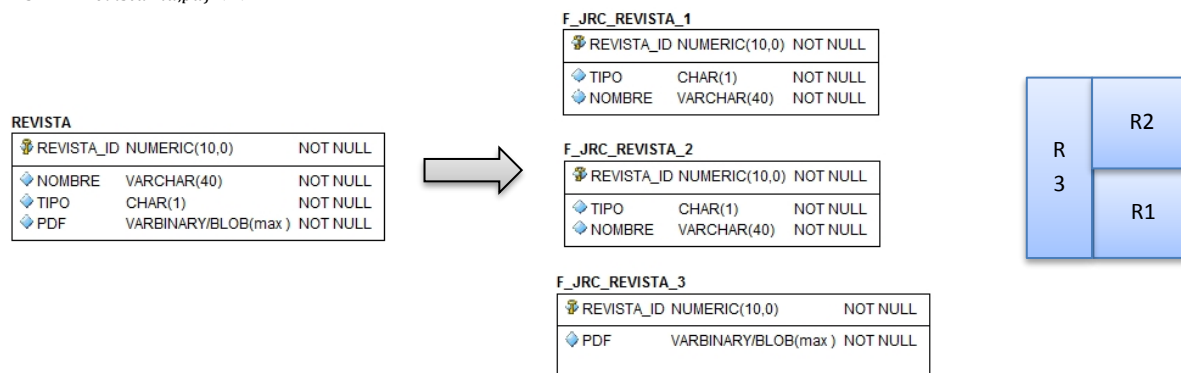 F_JRC_REVISTA_1
REVISTA_ID NUMERIC(10,0) NOT NULL
TIPO CHAR(1) NOT NULL
NOMBRE VARCHAR(40) NOT NULL
REVISTA
REVISTA_ID NUMERIC(10,0) NOT NULL
NOMBRE VARCHAR(40) NOT NULL
TIPO CHAR(1) NOT NULL
PDF VARBINARY/BLOB(max ) NOT NULL
F_JRC_REVISTA_2
REVISTA_ID NUMERIC(10,0) NOT NULL
TIPO CHAR(1) NOT NULL
NOMBRE VARCHAR(40) NOT NULL
F_JRC_REVISTA_3
REVISTA_ID NUMERIC(10,0) NOT NULL
PDF VARBINARY/BLOB(max ) NOT NULL
R
3
R2
R1